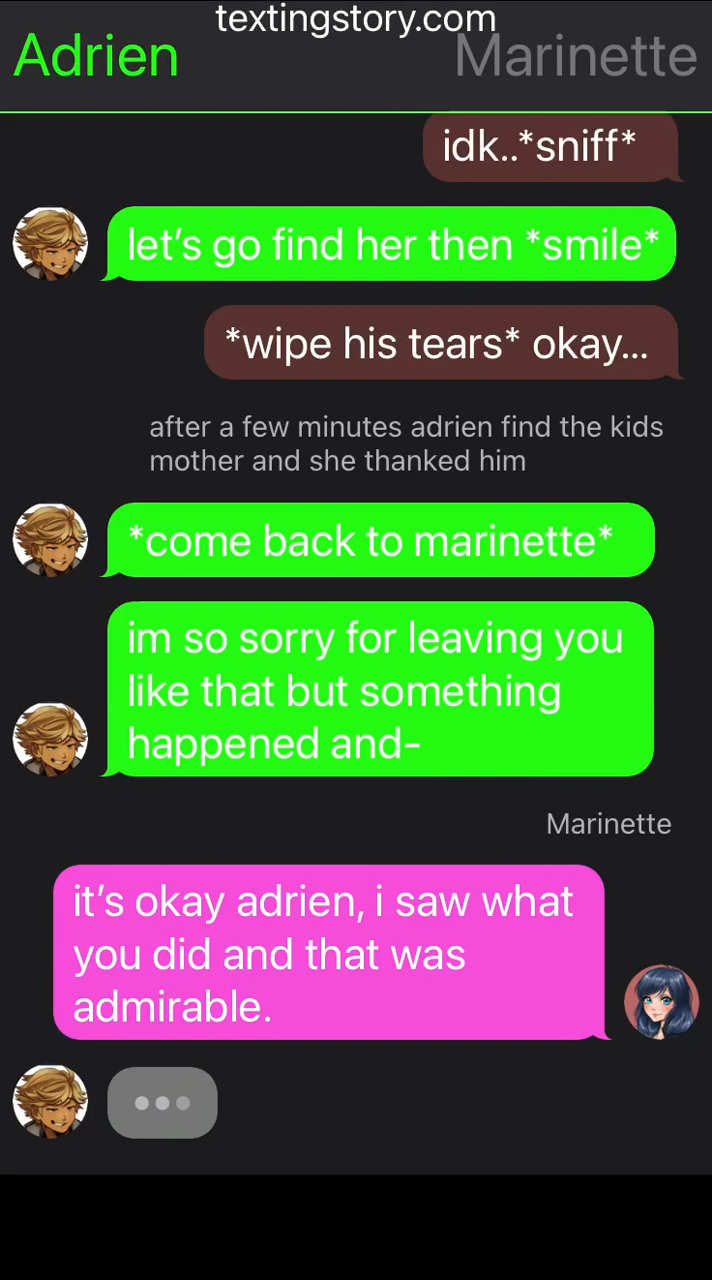 textingstory.com
Adrien
Marinette
idk..*sniff*
let's go find her then *smile*
*wipe his tears* okay...
after a few minutes adrien find the kids
mother and she thanked him
*come back to marinette*
im so sorry for leaving you
like that but something
happened and-
Marinette
it's okay adrien, i saw what
you did and that was
admirable.